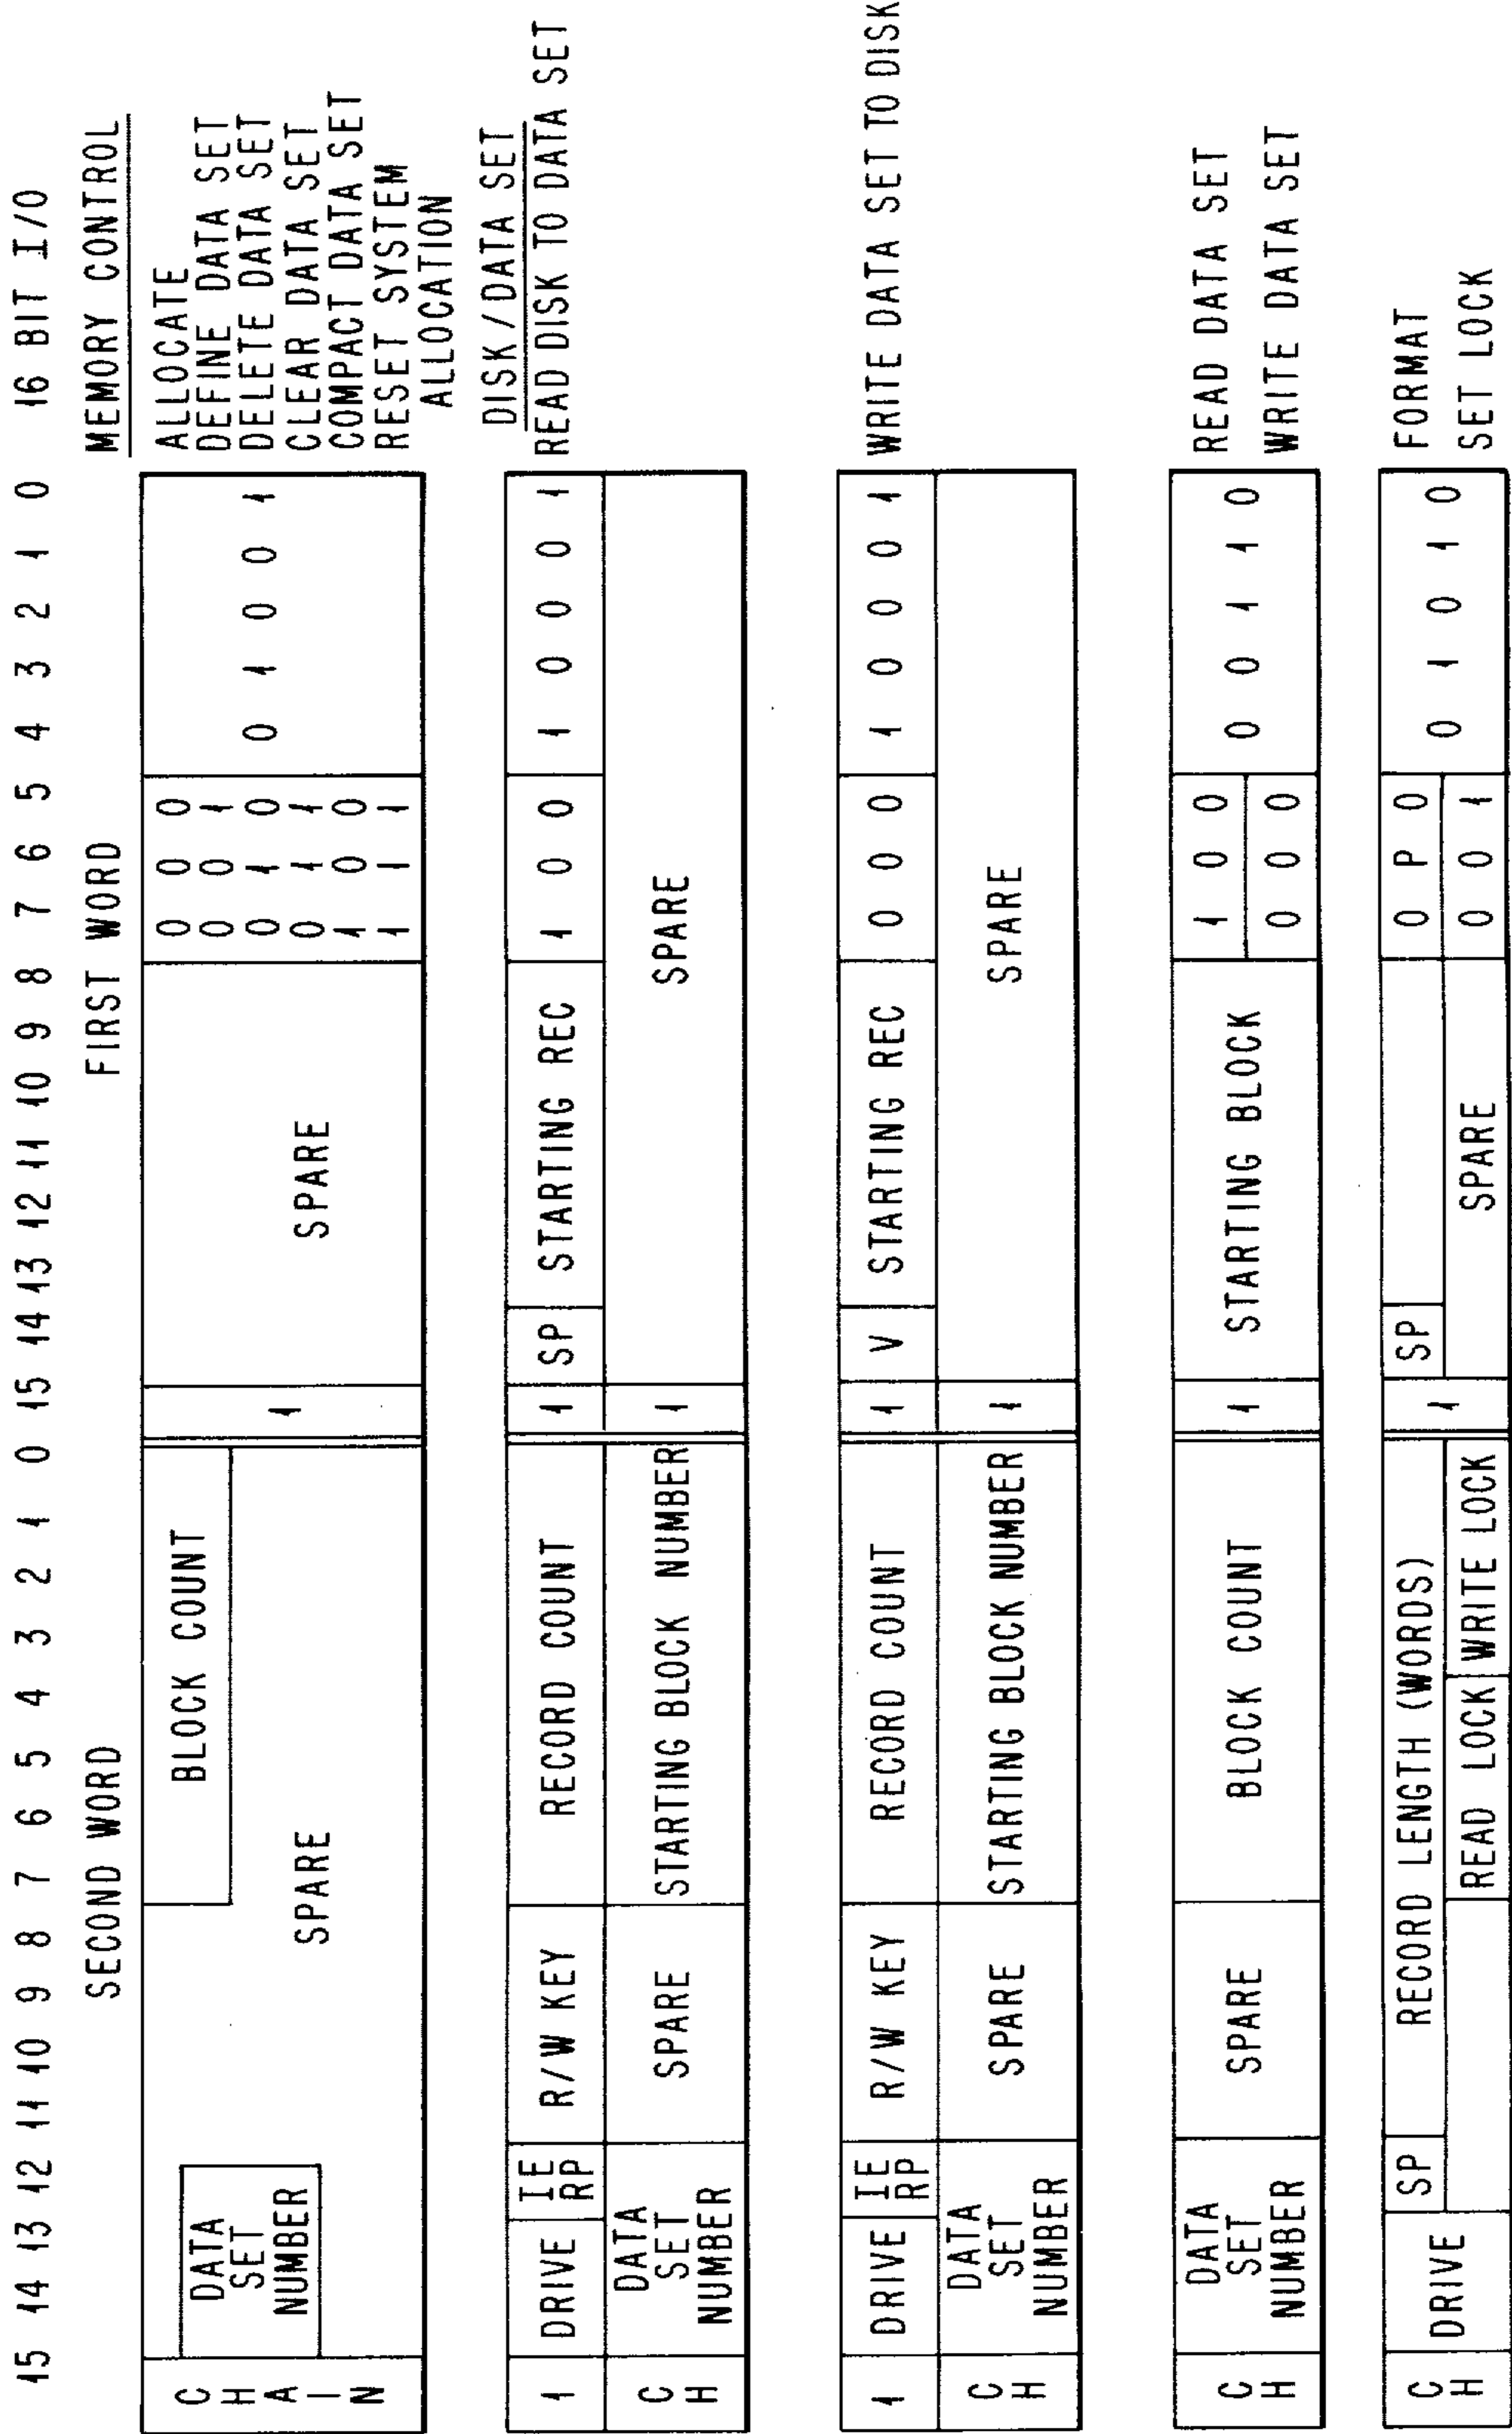 15 14 13 12 11 10 9 8 7 6 5 4 3 2 1 0 15 14 13 12 11 10 9 8 7 6 5 4 3 2 1 0 16 BIT I/O
SECOND WORD FIRST WORD MEMORY CONTROL
CHAIN
DATA
SET
NUMBER
BLOCK COUNT
SPARE
1
SPARE
0 0 0
0 0 1
0 1 0
0 1 1
1 0 0
1 1 1
0 1 0 0 1
ALLOCATE
DEFINE DATA SET
DELETE DATA SET
CLEAR DATA SET
COMPACT DATA SET
RESET SYSTEM
ALLOCATION
DISK/DATA SET
1 DRIVE IE RP R/W KEY RECORD COUNT 1 SP STARTING REC 1 0 0 1 0 0 0 1 READ DISK TO DATA SET
CH
DATA
SET
NUMBER
SPARE STARTING BLOCK NUMBER 1 SPARE
1 DRIVE IE RP R/W KEY RECORD COUNT 1 V STARTING REC 0 0 0 1 0 0 0 1 WRITE DATA SET TO DISK
CH
DATA
SET
NUMBER
SPARE STARTING BLOCK NUMBER 1 SPARE
CH
DATA
SET
NUMBER
SPARE BLOCK COUNT 1 STARTING BLOCK
1 0 0
0 0 0
0 0 1 1 0
READ DATA SET
WRITE DATA SET
CH DRIVE
SP RECORD LENGTH (WORDS)
READ LOCK WRITE LOCK
1
SP
SPARE
0 P 0
0 0 1
0 1 0 1 0
FORMAT
SET LOCK